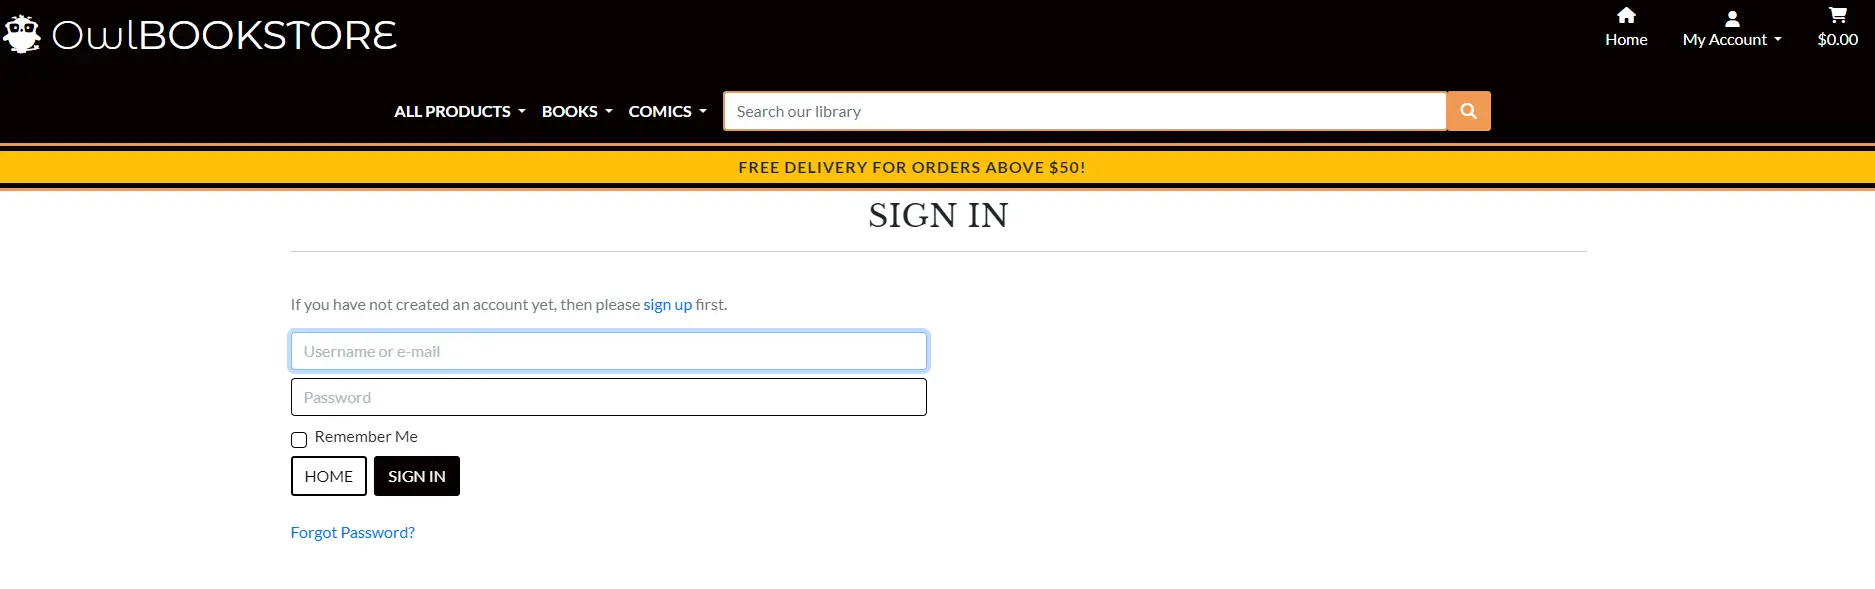 OwlBOOKSTORE
Home
My Account
$0.00
ALL PRODUCTS BOOKS COMICS Search our library
FREE DELIVERY FOR ORDERS ABOVE $50!
SIGN IN
If you have not created an account yet, then please sign up first.
Username or e-mail
Password
Remember Me
HOME SIGN IN
Forgot Password?